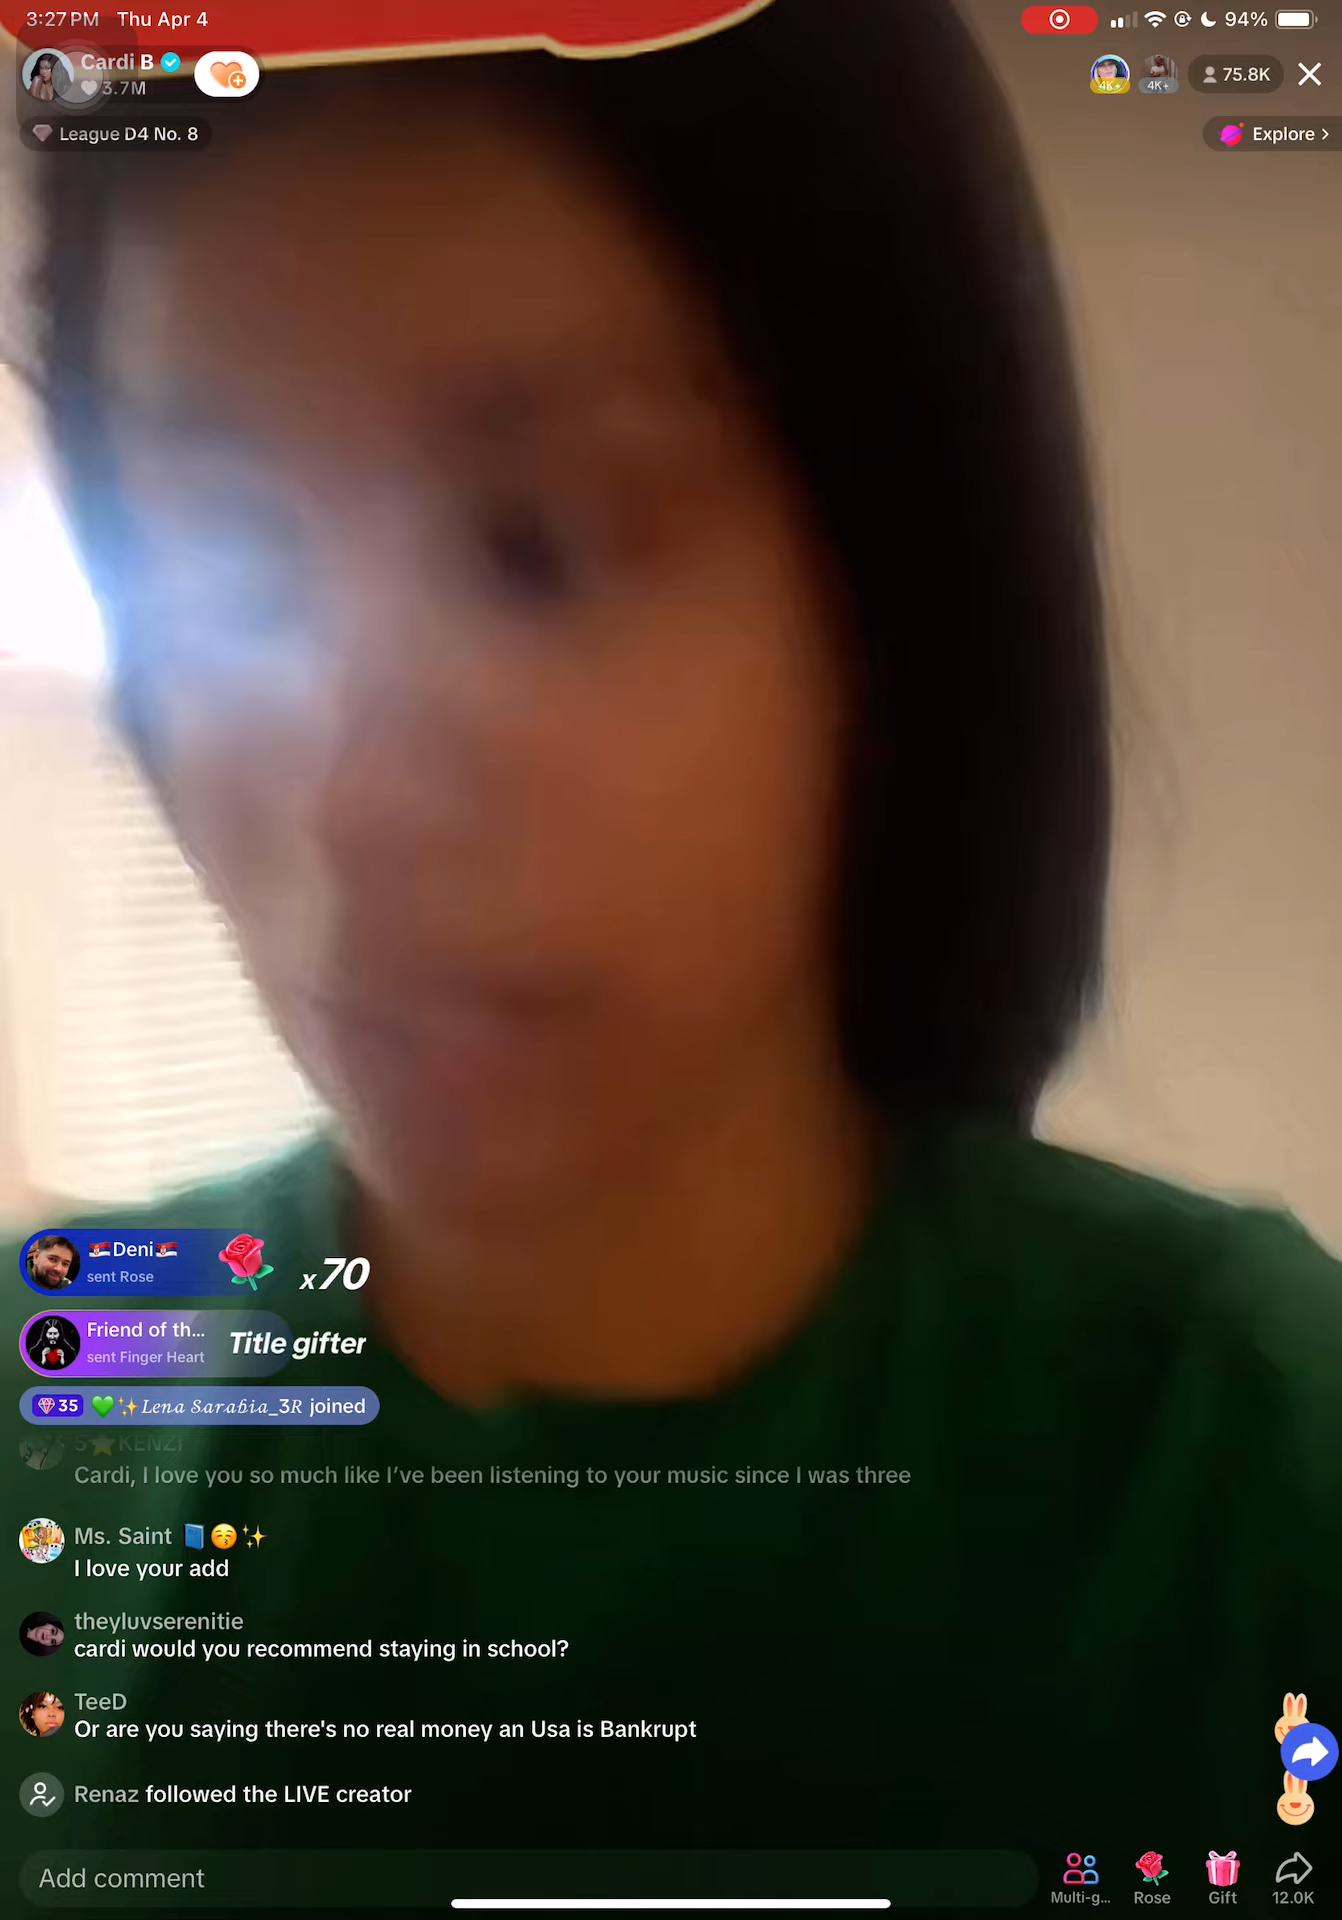 3:27 PM Thu Apr 4
94%
Cardi B
3.7M
4K+
4K+
75.8K
League D4 No. 8
Explore >
🇷🇸Deni🇷🇸
sent Rose
x70
Friend of th...
sent Finger Heart
Title gifter
35 💚✨Lena Sarabia_3R joined
S⭐KENZI
Cardi, I love you so much like I've been listening to your music since I was three
Ms. Saint 📘😚✨
I love your add
theyluvserenitie
cardi would you recommend staying in school?
TeeD
Or are you saying there's no real money an Usa is Bankrupt
Renaz followed the LIVE creator
Add comment
Multi-g...
Rose
Gift
12.0K